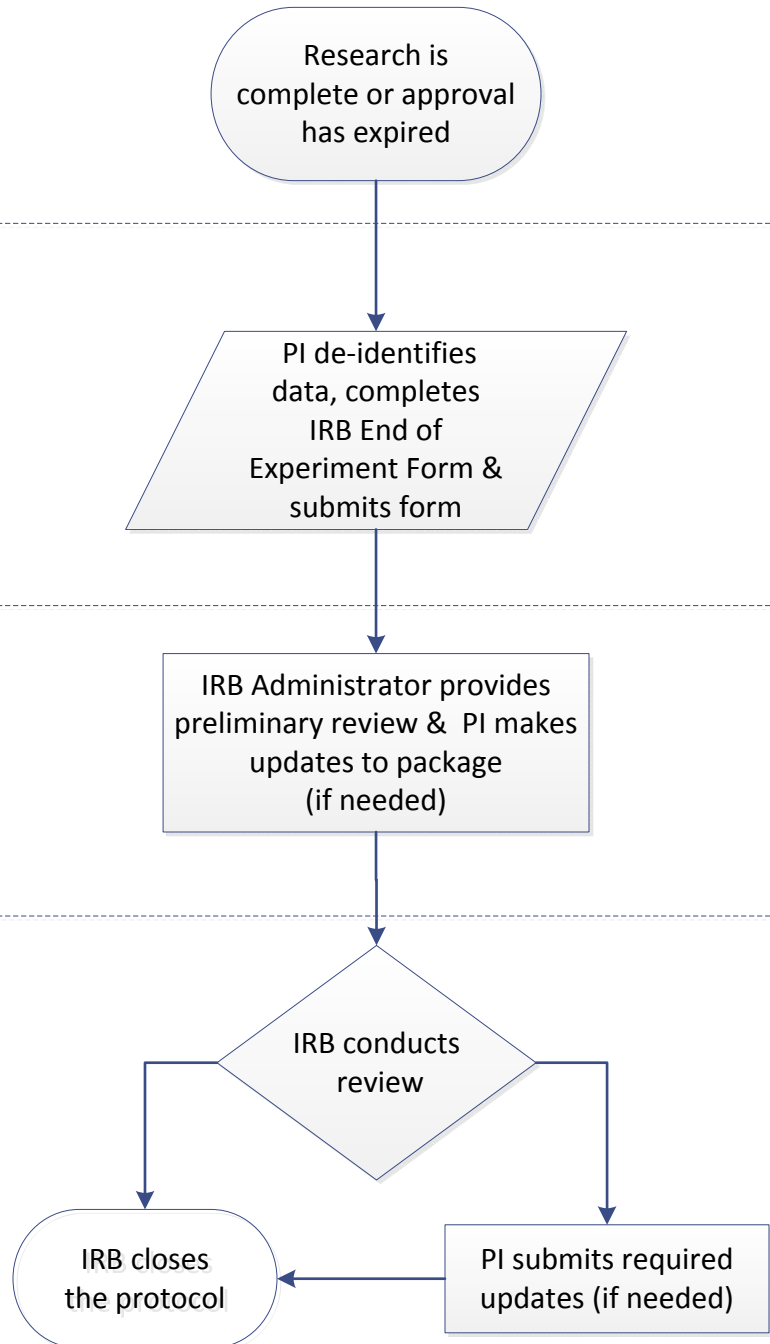 Research is
complete or approval
has expired
PI de-identifies
data, completes
IRB End of
Experiment Form &
submits form
IRB Administrator provides
preliminary review &  PI makes
updates to package
(if needed)
IRB conducts
review
IRB closes
the protocol
PI submits required
updates (if needed)